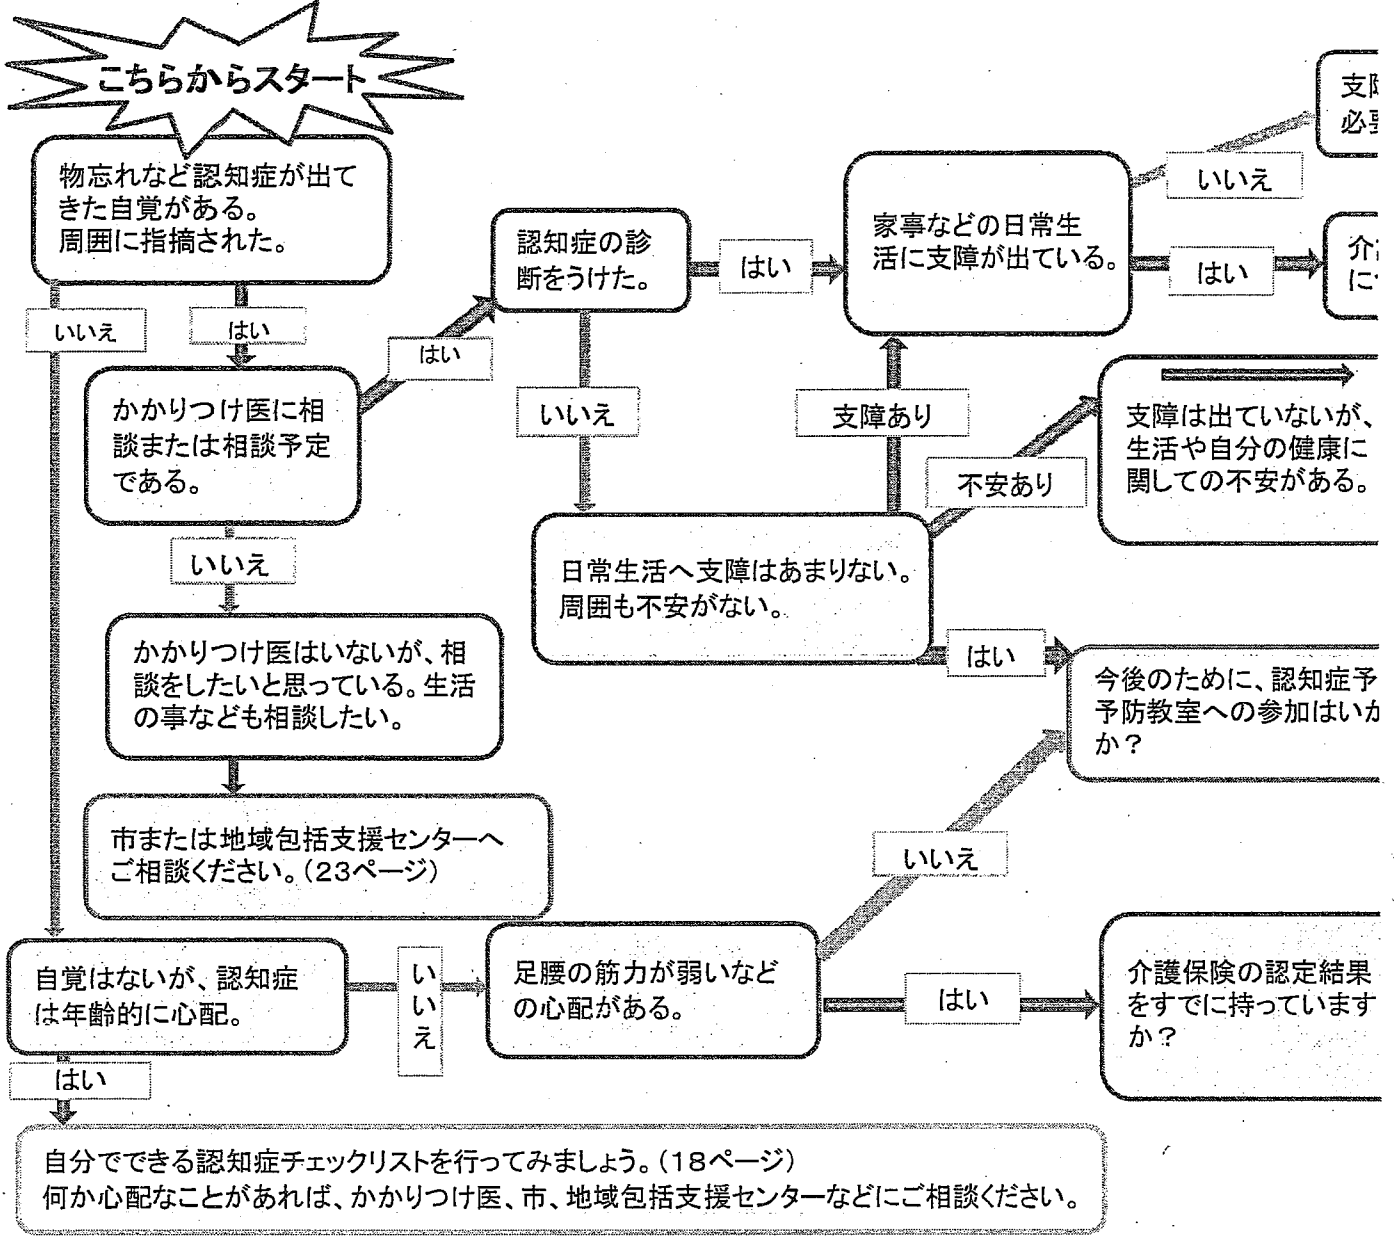 こちらからスタート
物忘れなど認知症が出て
きた自覚がある。
周囲に指摘された。
いいえ
はい
かかりつけ医に相
談または相談予定
である。
はい
認知症の診
断をうけた。
はい
家事などの日常生
活に支障が出ている。
いいえ
支障
必要
はい
介
に
いいえ
支障あり
不安あり
支障は出ていないが、
生活や自分の健康に
関しての不安がある。
いいえ
日常生活へ支障はあまりない。
周囲も不安がない。
はい
かかりつけ医はいないが、相
談をしたいと思っている。生活
の事なども相談したい。
今後のために、認知症予
予防教室への参加はいか
か？
市または地域包括支援センターへ
ご相談ください。（23ページ）
いいえ
自覚はないが、認知症
は年齢的に心配。
いいえ
足腰の筋力が弱いなど
の心配がある。
はい
介護保険の認定結果
をすでに持っています
か？
はい
自分でできる認知症チェックリストを行ってみましょう。（18ページ）
何か心配なことがあれば、かかりつけ医、市、地域包括支援センターなどにご相談ください。